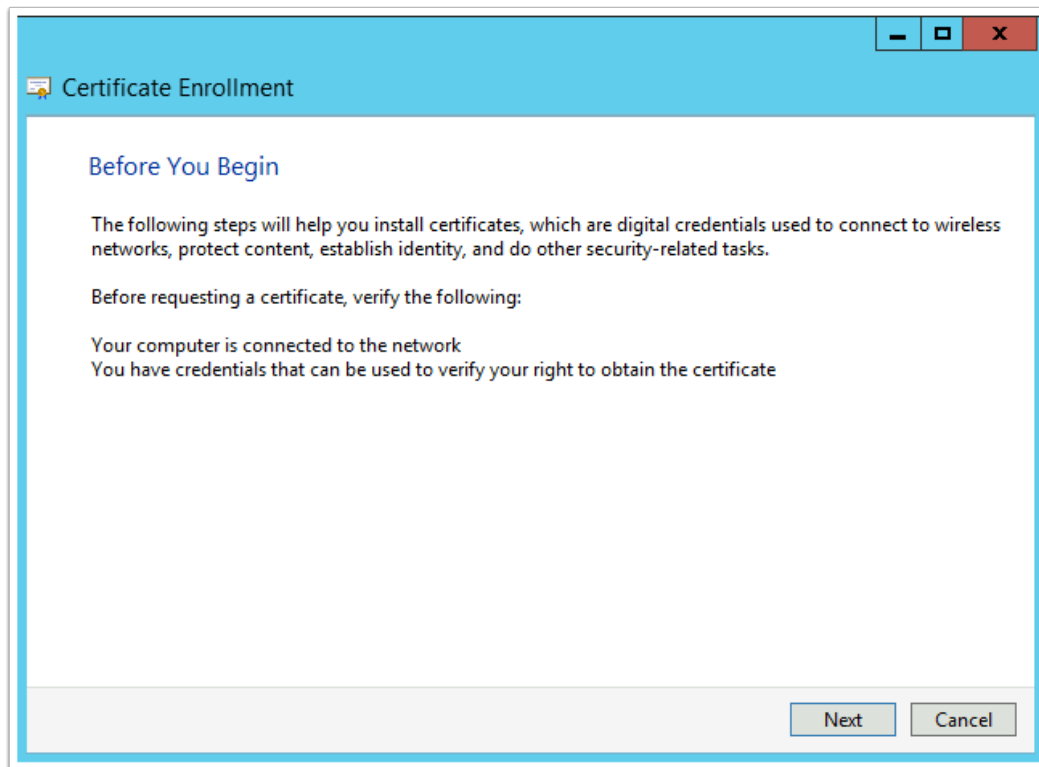 Certificate Enrollment
Before You Begin
The following steps will help you install certificates, which are digital credentials used to connect to wireless
networks, protect content, establish identity, and do other security-related tasks.
Before requesting a certificate, verify the following:
Your computer is connected to the network
You have credentials that can be used to verify your right to obtain the certificate
Next
Cancel